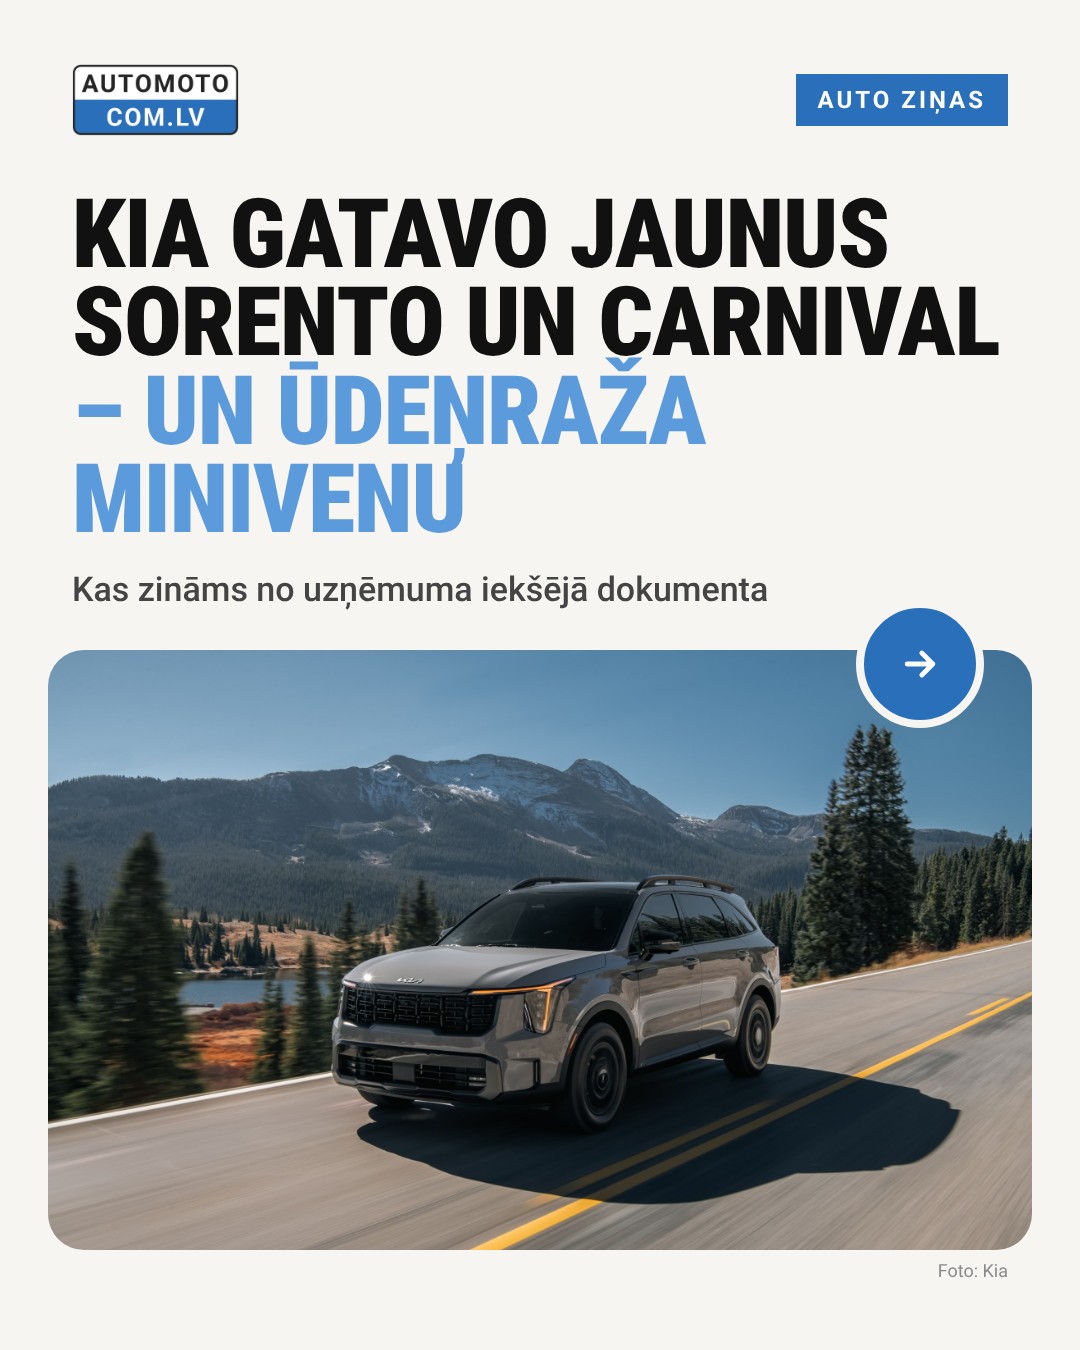 AUTOMOTO
COM.LV
AUTO ZIŅAS
KIA GATAVO JAUNUS
SORENTO UN CARNIVAL
– UN ŪDEŅRAŽA
MINIVENU
Kas zināms no uzņēmuma iekšējā dokumenta
Foto: Kia